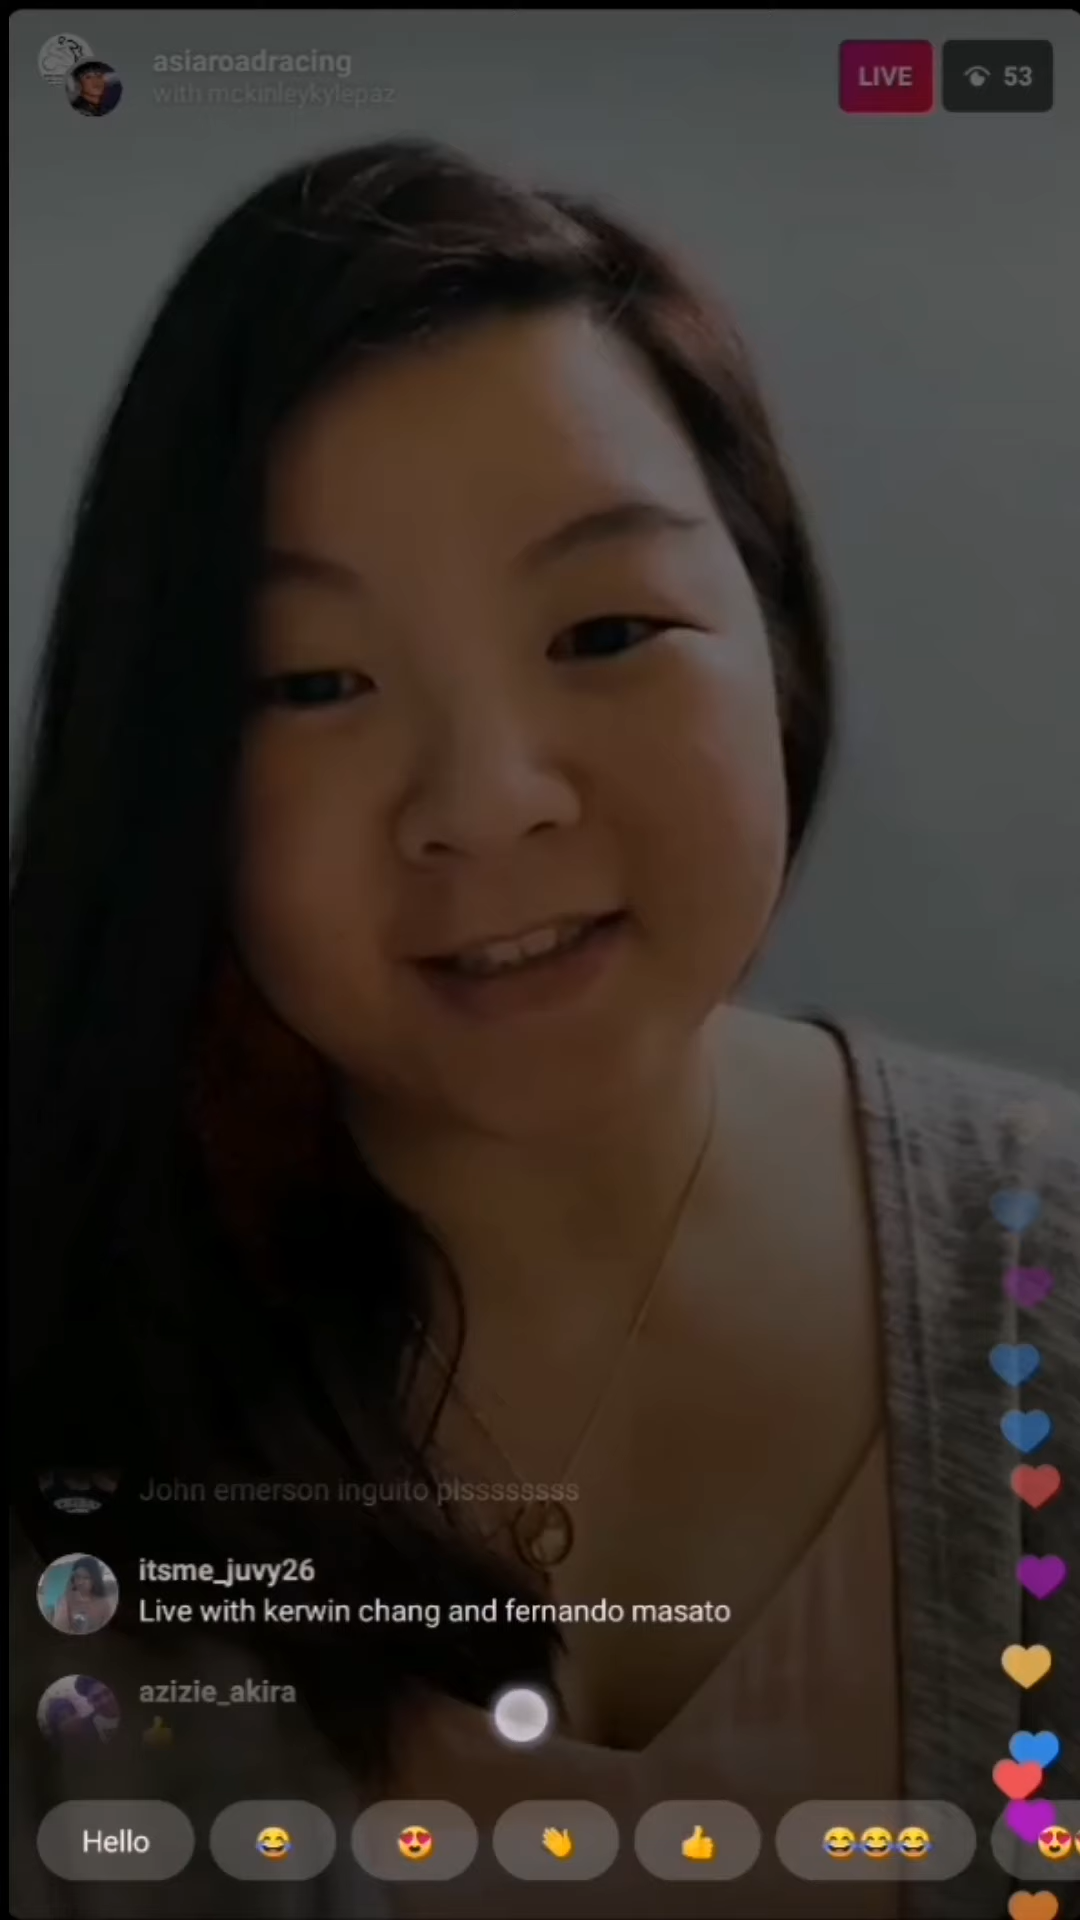 asiaroadracing
with mckinleykylepaz
LIVE
53
John emerson inguito plssssssss
itsme_juvy26
Live with kerwin chang and fernando masato
azizie_akira
👍
Hello
😂
😍
👏
👍
😂😂😂
😍